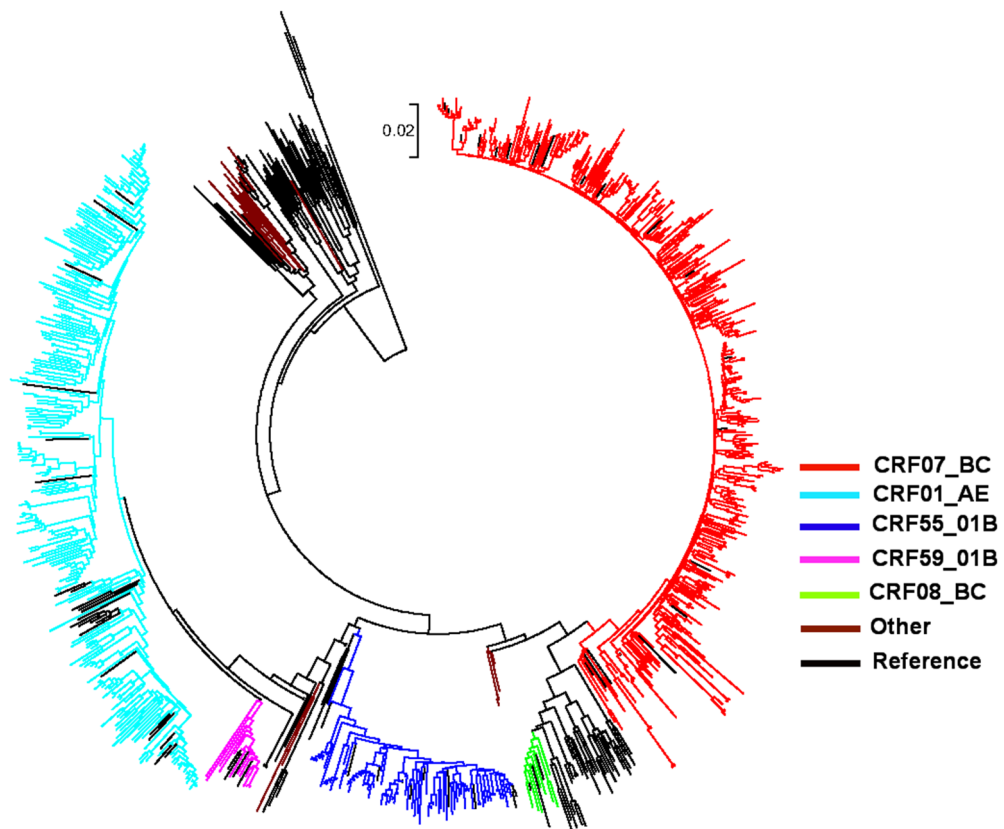 0.02
CRF07_BC
CRF01_AE
CRF55_01B
CRF59_01B
CRF08_BC
Other
Reference